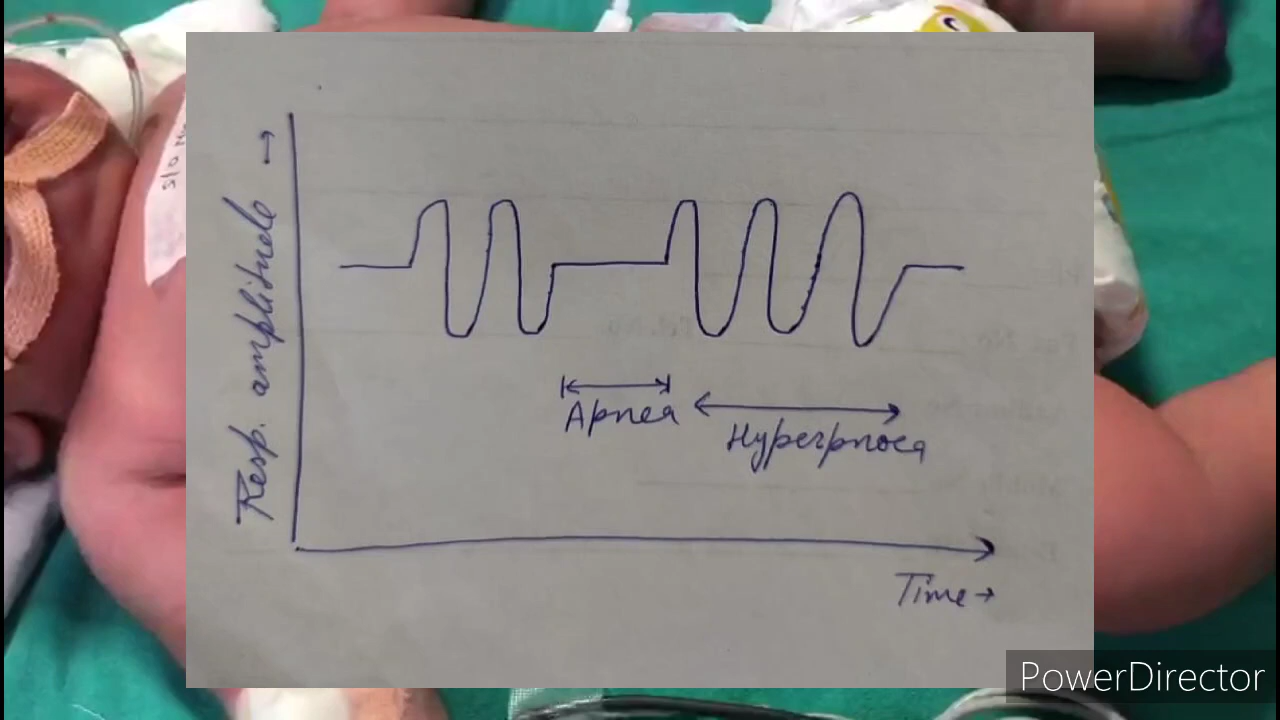 Resp. amplitude →
Apnea
Hyperpnoea
Time →
S/O
PowerDirector